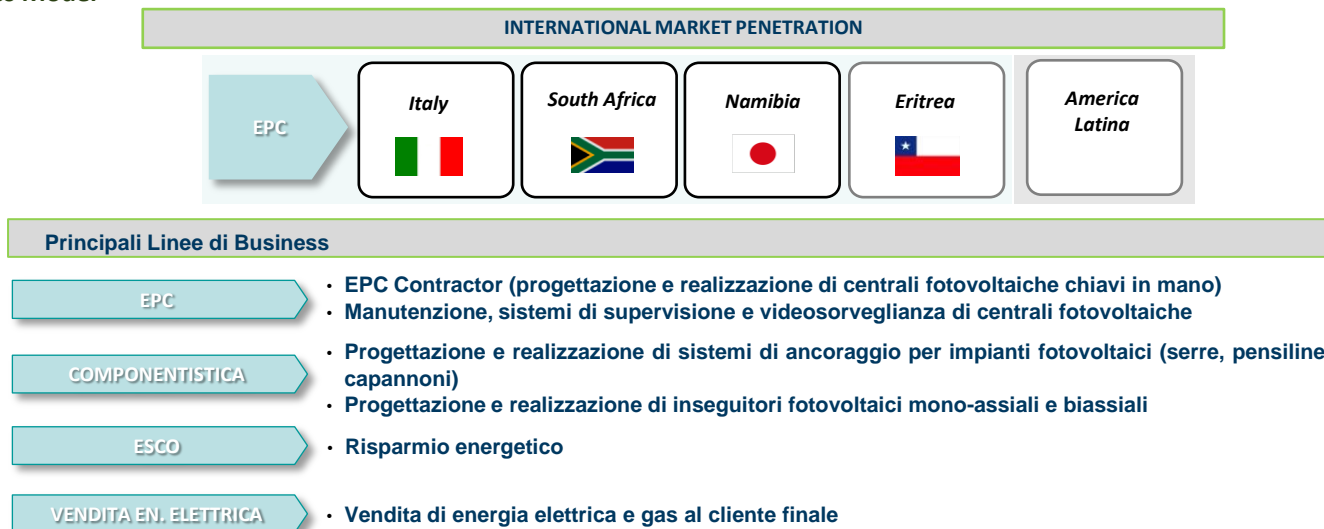 INTERNATIONAL MARKET PENETRATION
EPC
Italy
South Africa
Namibia
Eritrea
America
Latina
Principali Linee di Business
EPC
• EPC Contractor (progettazione e realizzazione di centrali fotovoltaiche chiavi in mano)
• Manutenzione, sistemi di supervisione e videosorveglianza di centrali fotovoltaiche
COMPONENTISTICA
• Progettazione e realizzazione di sistemi di ancoraggio per impianti fotovoltaici (serre, pensiline
capannoni)
• Progettazione e realizzazione di inseguitori fotovoltaici mono-assiali e biassiali
ESCO
• Risparmio energetico
VENDITA EN. ELETTRICA
• Vendita di energia elettrica e gas al cliente finale